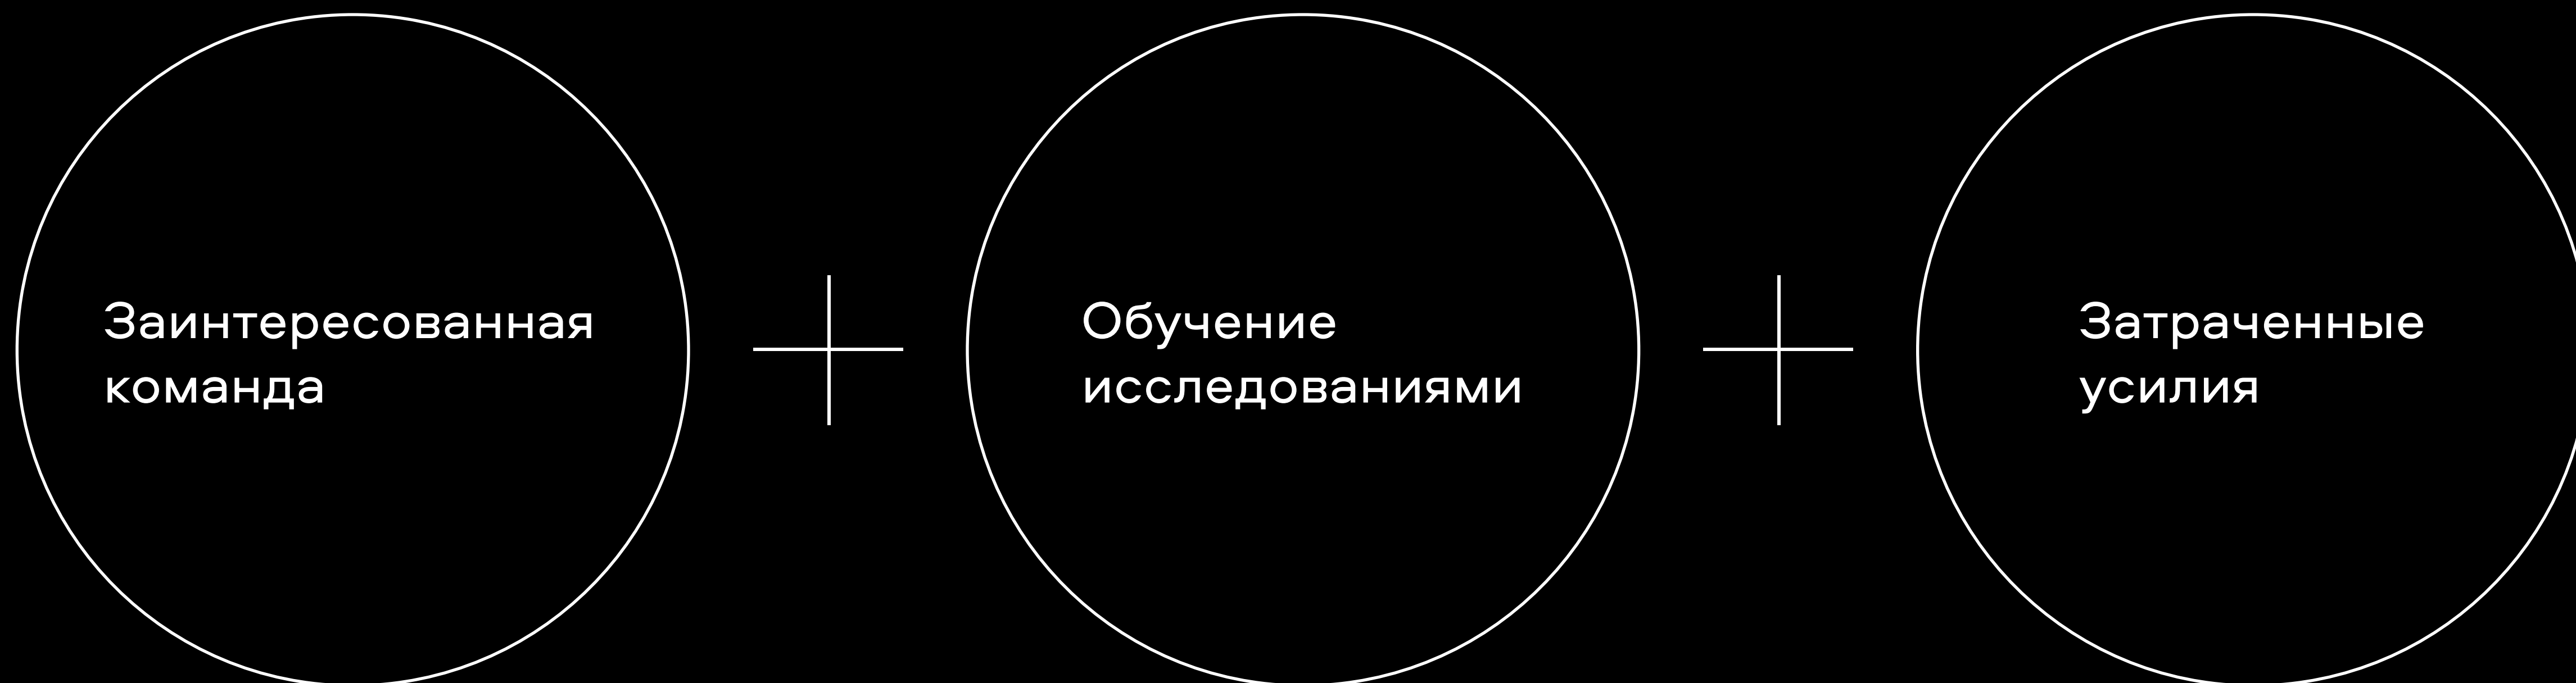 Заинтересованная
команда
Обучение
исследованиями
Затраченные
усилия